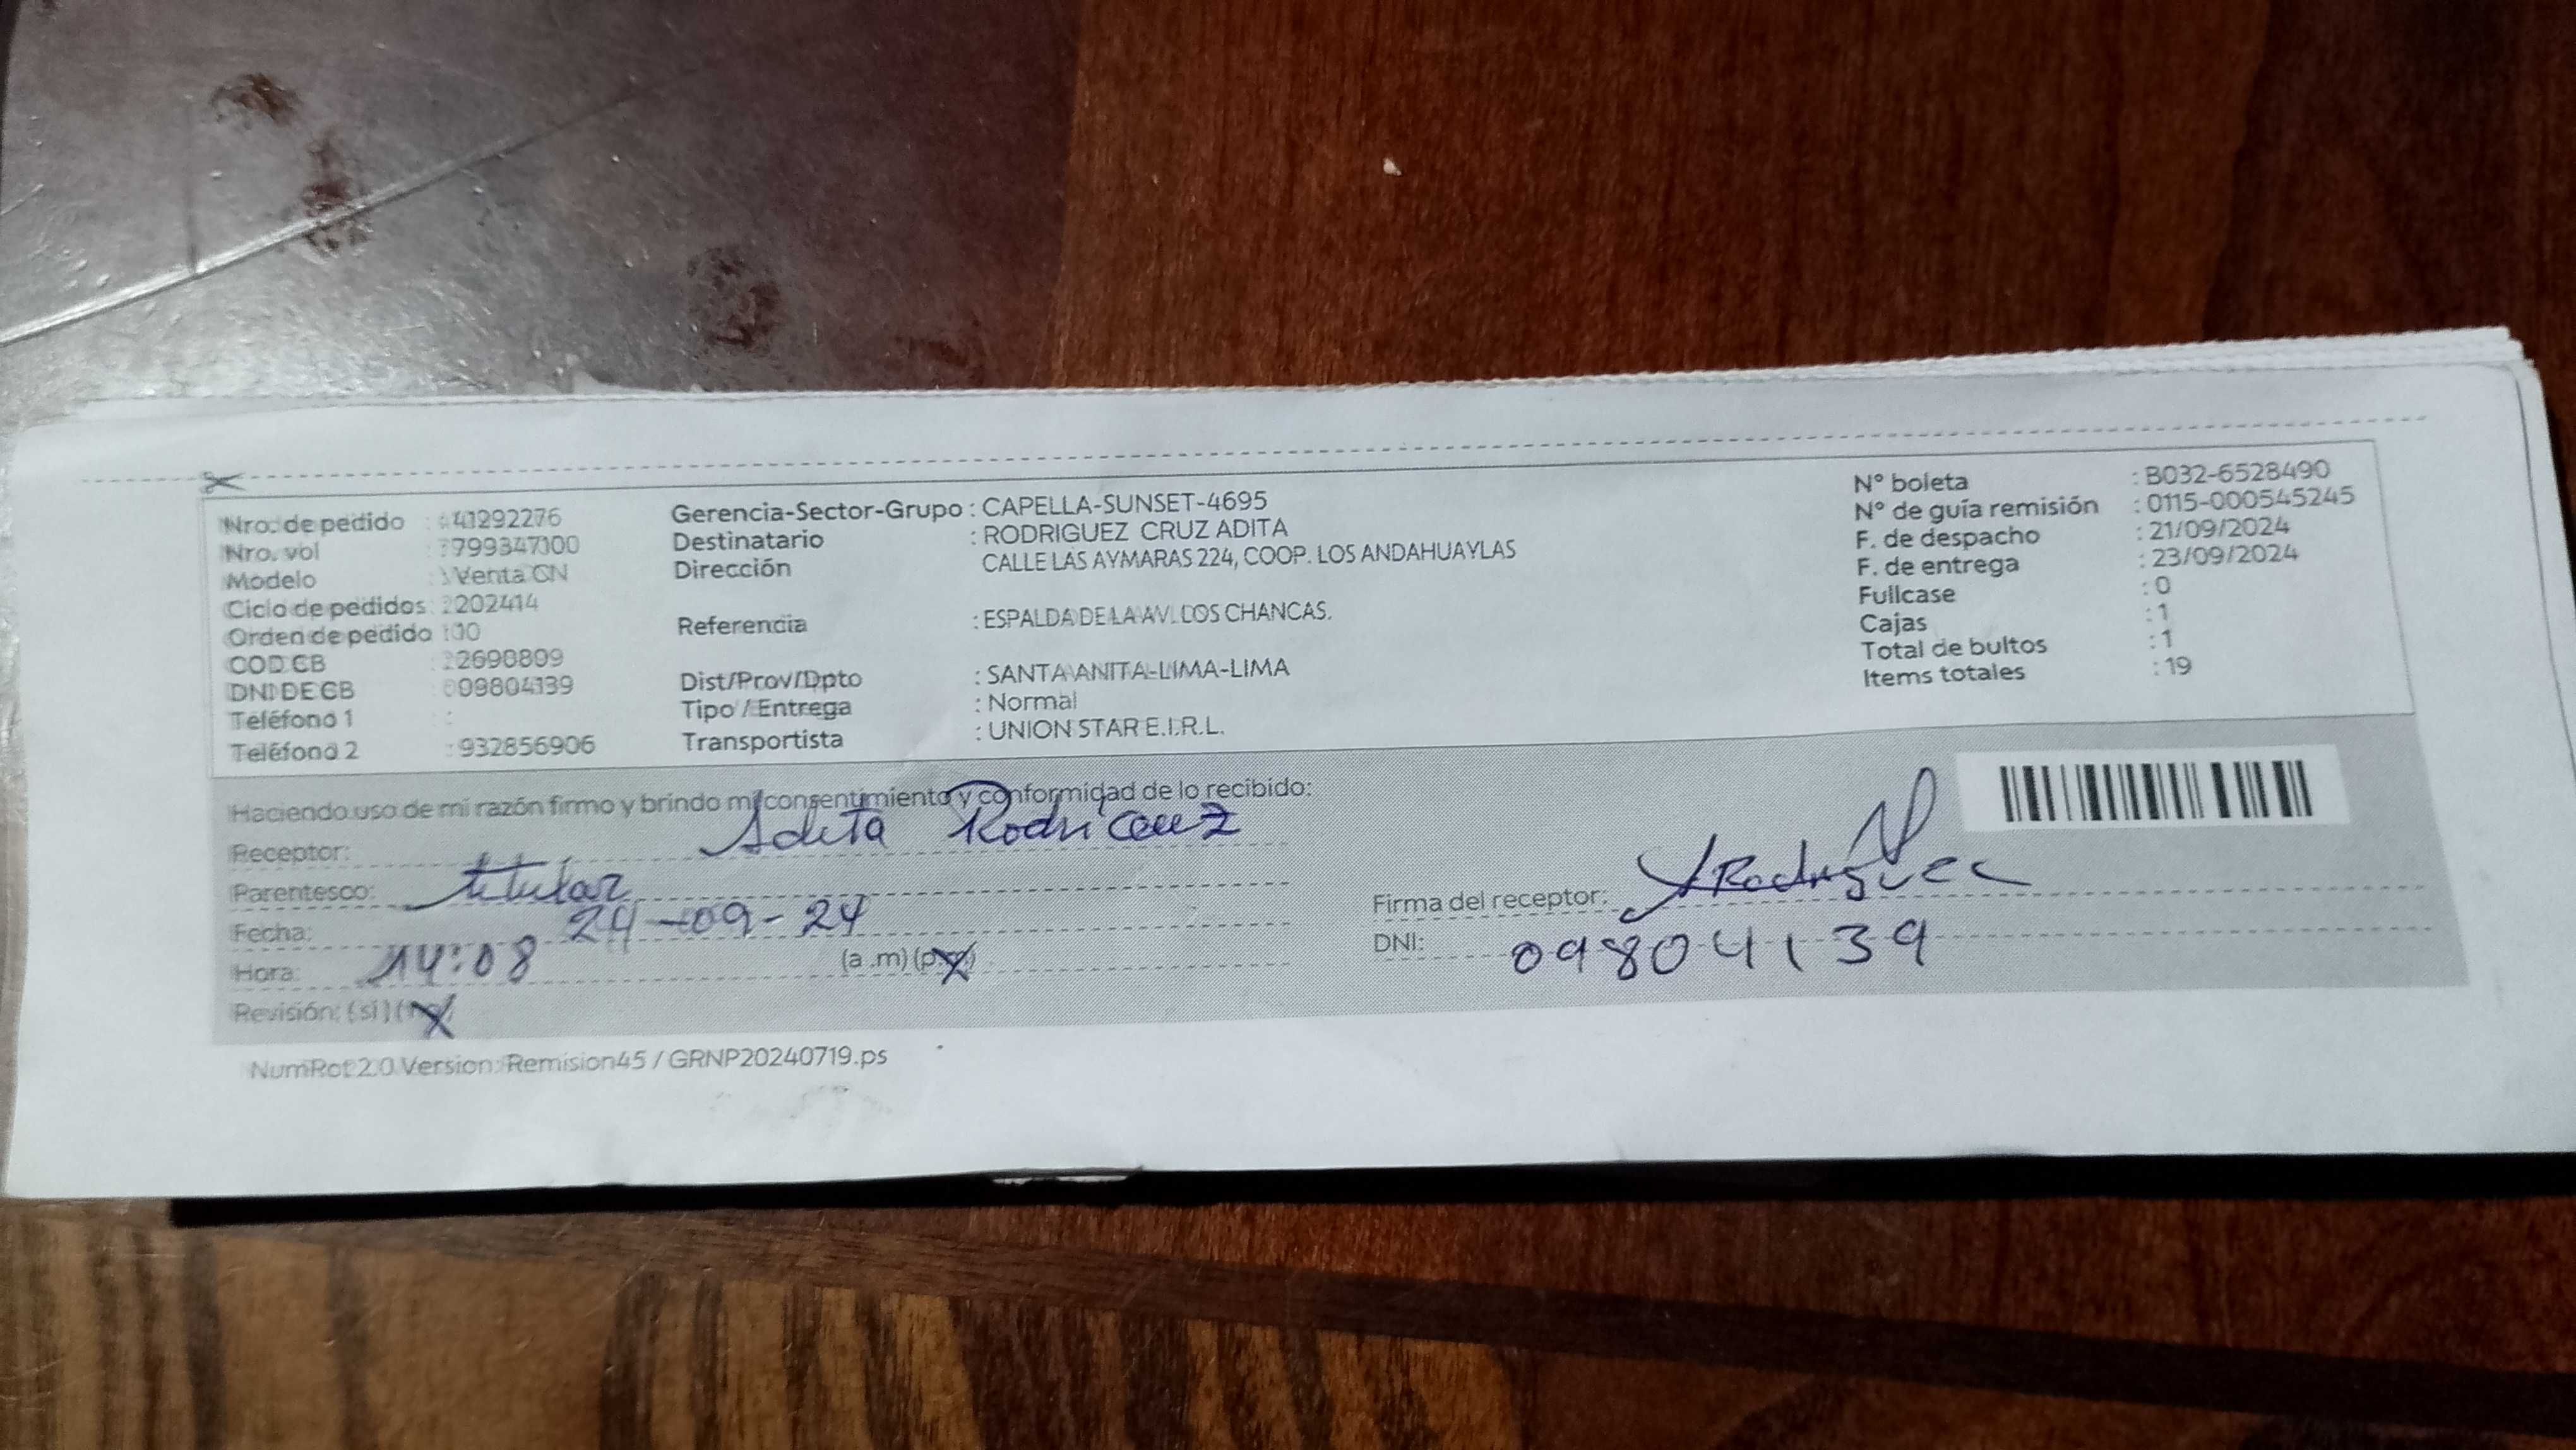 Nro. de pedido : 41292276
Nro. vol : 799347100
Modelo : Venta CN
Ciclo de pedidos : 202414
Orden de pedido : 10
COD CB : 2690809
DNI DE CB : 09804139
Teléfono 1 :
Teléfono 2 : 932856906
Gerencia-Sector-Grupo : CAPELLA-SUNSET-4695
Destinatario : RODRIGUEZ CRUZ ADITA
Dirección CALLE LAS AYMARAS 224, COOP. LOS ANDAHUAYLAS
Referencia : ESPALDA DE LA AV. LOS CHANCAS.
Dist/Prov/Dpto : SANTA ANITA-LIMA-LIMA
Tipo / Entrega : Normal
Transportista : UNION STAR E.I.R.L.
N° boleta : B032-6528490
N° de guía remisión : 0115-000545245
F. de despacho : 21/09/2024
F. de entrega : 23/09/2024
Fullcase : 0
Cajas : 1
Total de bultos : 1
Items totales : 19
Haciendo uso de mi razón firmo y brindo mi consentimiento y conformidad de lo recibido:
Receptor: Adita Rodri Cruz
Parentesco: titular
Fecha: 24-09-24
Hora: 14:08 (a .m) (p
Revisión: (si) (
Firma del receptor: Rodriguez
DNI: 09804139
NumRot 2.0 Version: Remision45 / GRNP20240719.ps